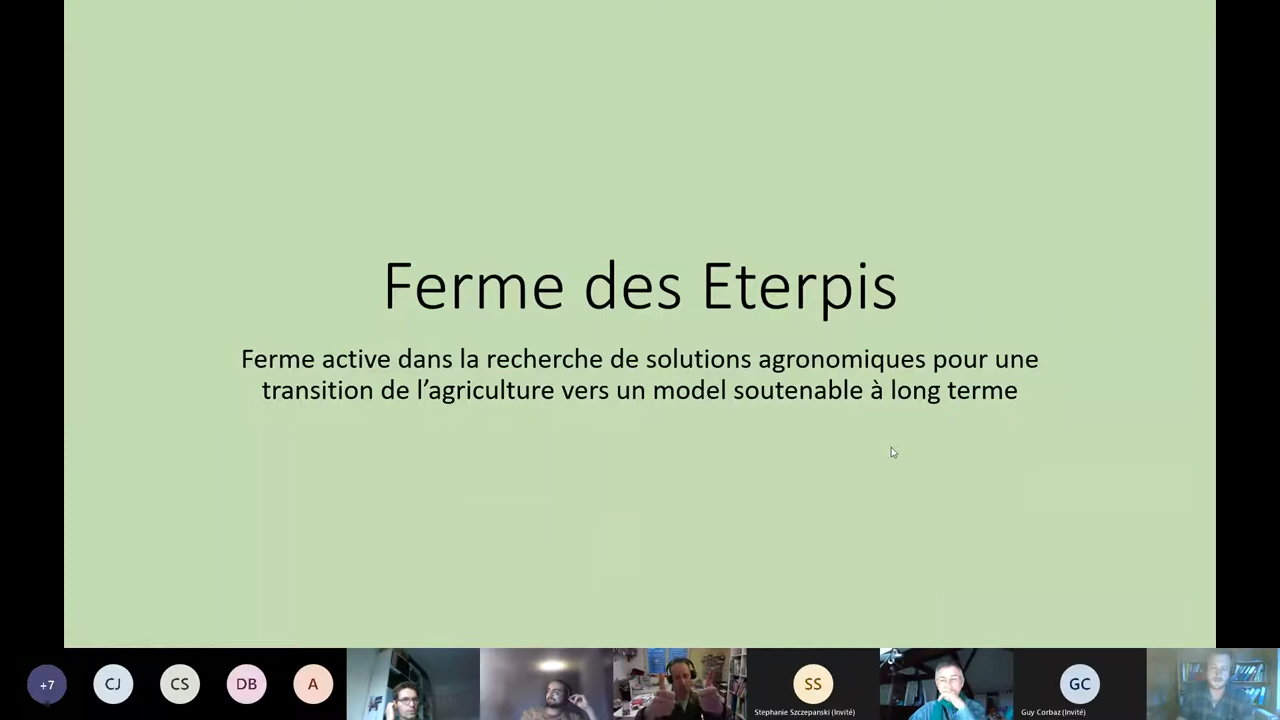 Ferme des Eterpis
Ferme active dans la recherche de solutions agronomiques pour une
transition de l’agriculture vers un model soutenable à long terme
+7
CJ
CS
DB
A
SS
GC
Stephanie Szczepanski (Invité)
Guy Corbaz (Invité)